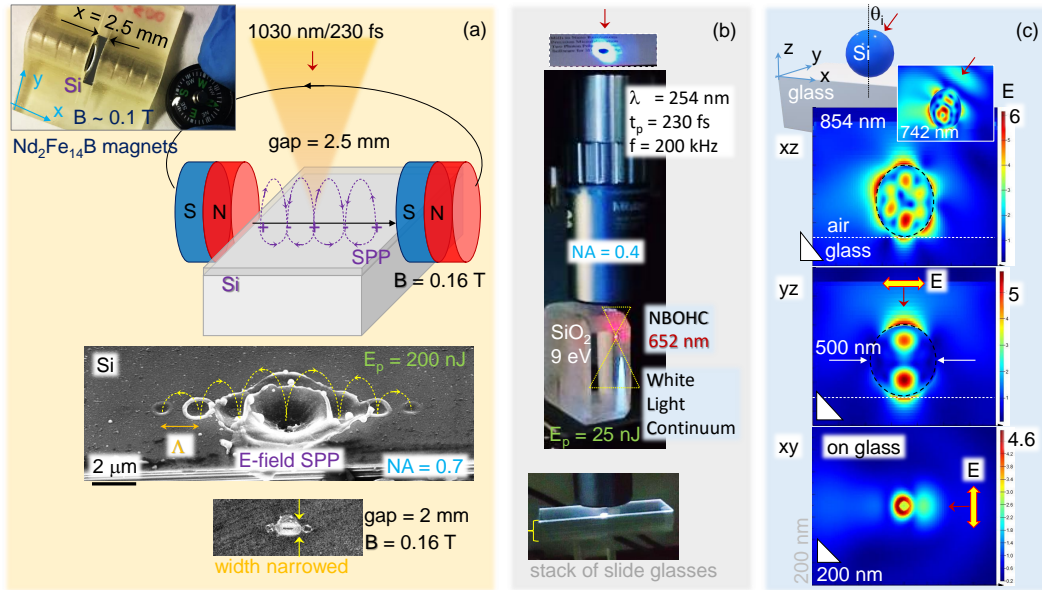 (a)
x = 2.5 mm
Si
y
x
B ~ 0.1 T
Nd2Fe14B magnets
1030 nm/230 fs
gap = 2.5 mm
S
N
S
N
+ - + - +
SPP
Si
B = 0.16 T
Si
Ep = 200 nJ
Λ
2 μm
E-field SPP
NA = 0.7
gap = 2 mm
B = 0.16 T
width narrowed
(b)
λ = 254 nm
tp = 230 fs
f = 200 kHz
NA = 0.4
SiO2
9 eV
NBOHC
652 nm
White
Light
Continuum
Ep = 25 nJ
stack of slide glasses
(c)
θi
Si
z
y
x
glass
E
742 nm
854 nm
6
xz
air
glass
yz
E
5
500 nm
xy
on glass
4.6
E
200 nm
200 nm